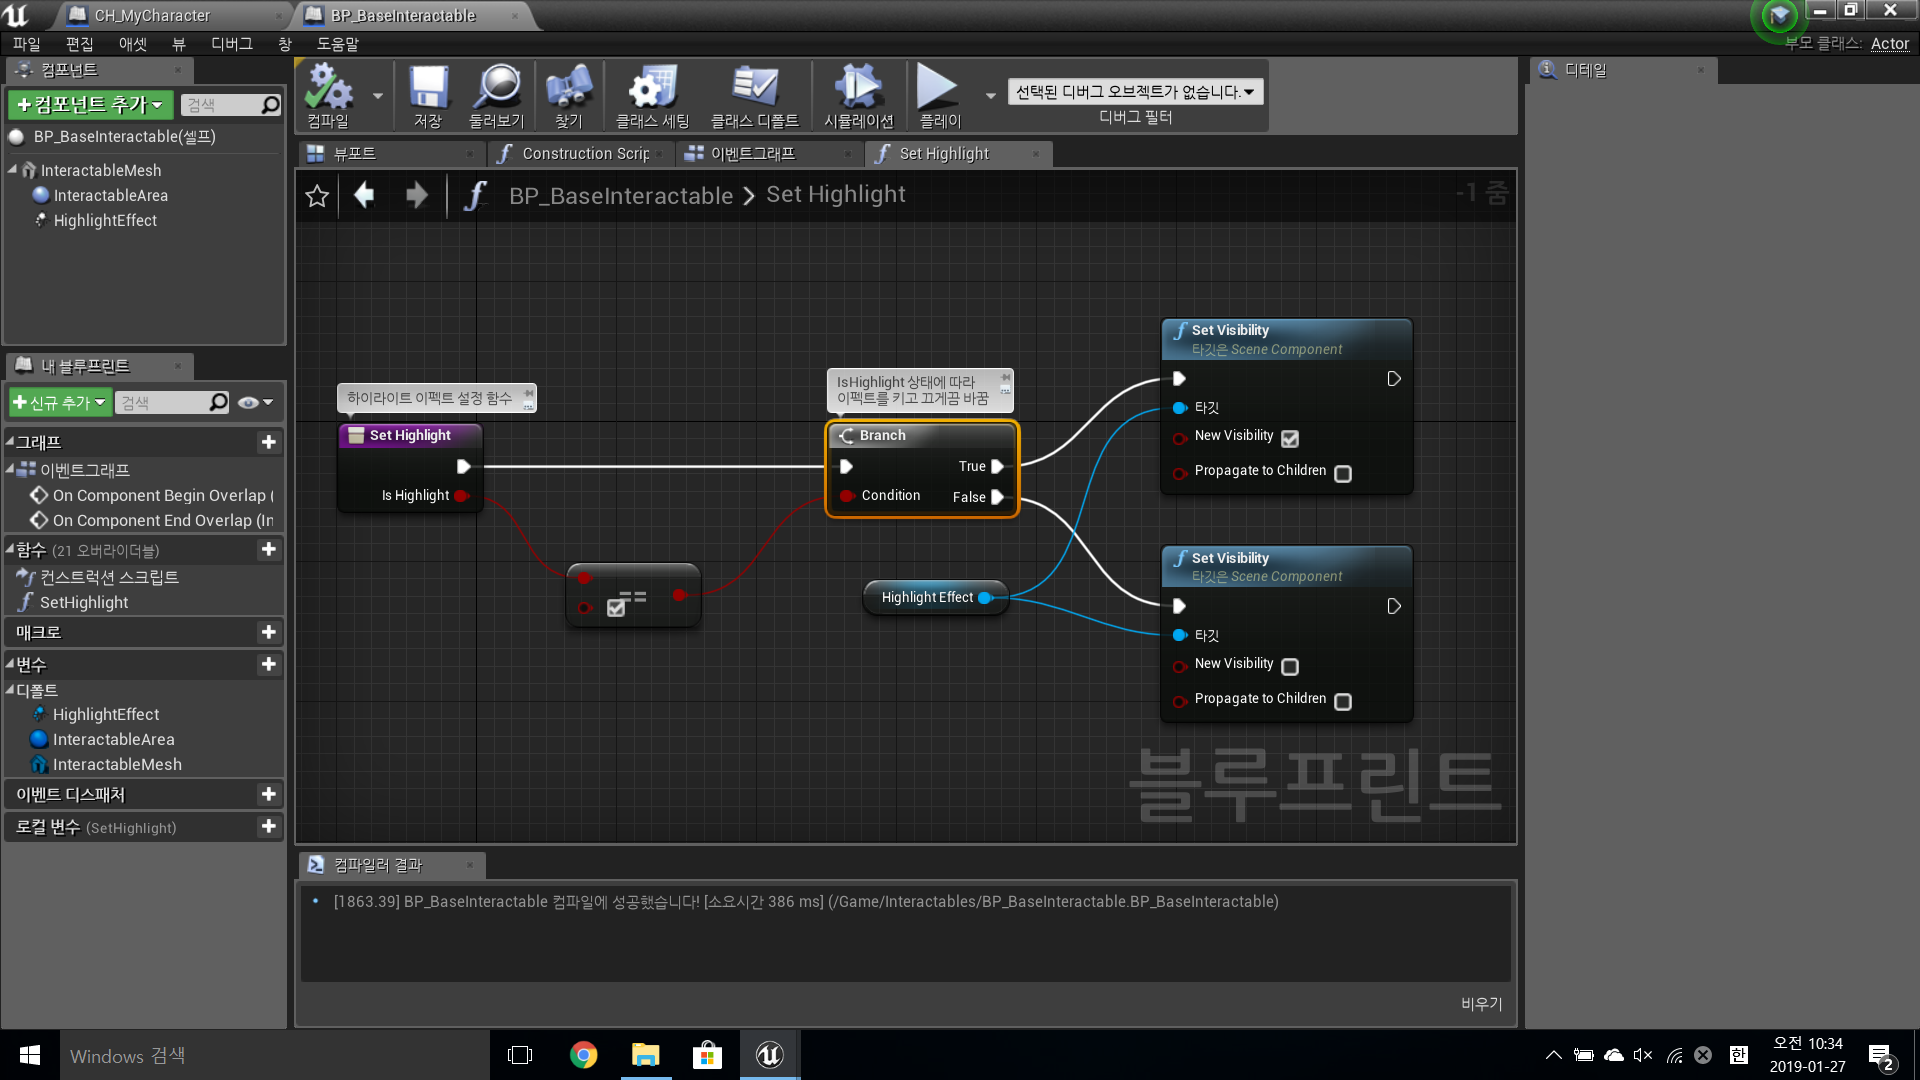 CH_MyCharacter
BP_BaseInteractable
파일 편집 애셋 뷰 디버그 창 도움말
부모 클래스: Actor
컴포넌트
+컴포넌트 추가
검색
BP_BaseInteractable(셀프)
InteractableMesh
InteractableArea
HighlightEffect
컴파일
저장
둘러보기
찾기
클래스 세팅
클래스 디폴트
시뮬레이션
플레이
선택된 디버그 오브젝트가 없습니다.
디버그 필터
디테일
뷰포트
Construction Scrip
이벤트그래프
Set Highlight
BP_BaseInteractable > Set Highlight
-1 줌
내 블루프린트
+신규 추가
검색
그래프
이벤트그래프
On Component Begin Overlap (
On Component End Overlap (In
함수 (21 오버라이더블)
컨스트럭션 스크립트
SetHighlight
매크로
변수
디폴트
HighlightEffect
InteractableArea
InteractableMesh
이벤트 디스패처
로컬 변수 (SetHighlight)
하이라이트 이펙트 설정 함수
Set Highlight
Is Highlight
==
IsHighlight 상태에 따라
이펙트를 키고 끄게끔 바꿈
Branch
True
Condition
False
Highlight Effect
Set Visibility
타깃은 Scene Component
타깃
New Visibility
Propagate to Children
Set Visibility
타깃은 Scene Component
타깃
New Visibility
Propagate to Children
블루프린트
컴파일러 결과
[1863.39] BP_BaseInteractable 컴파일에 성공했습니다! [소요시간 386 ms] (/Game/Interactables/BP_BaseInteractable.BP_BaseInteractable)
비우기
Windows 검색
한
오전 10:34
2019-01-27
2